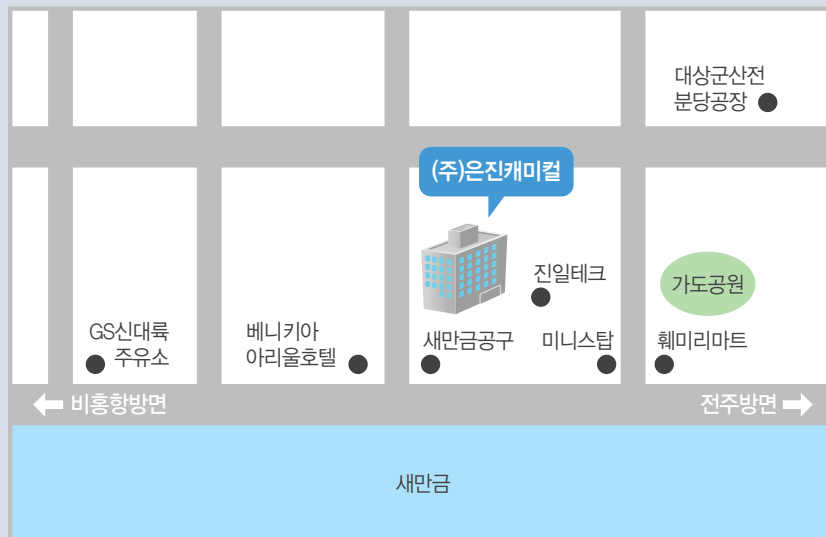 대상군산전
분당공장
(주)은진캐미컬
진일테크
가도공원
GS신대륙
주유소
베니키아
아리울호텔
새만금공구
미니스탑
훼미리마트
비홍항방면
전주방면
새만금